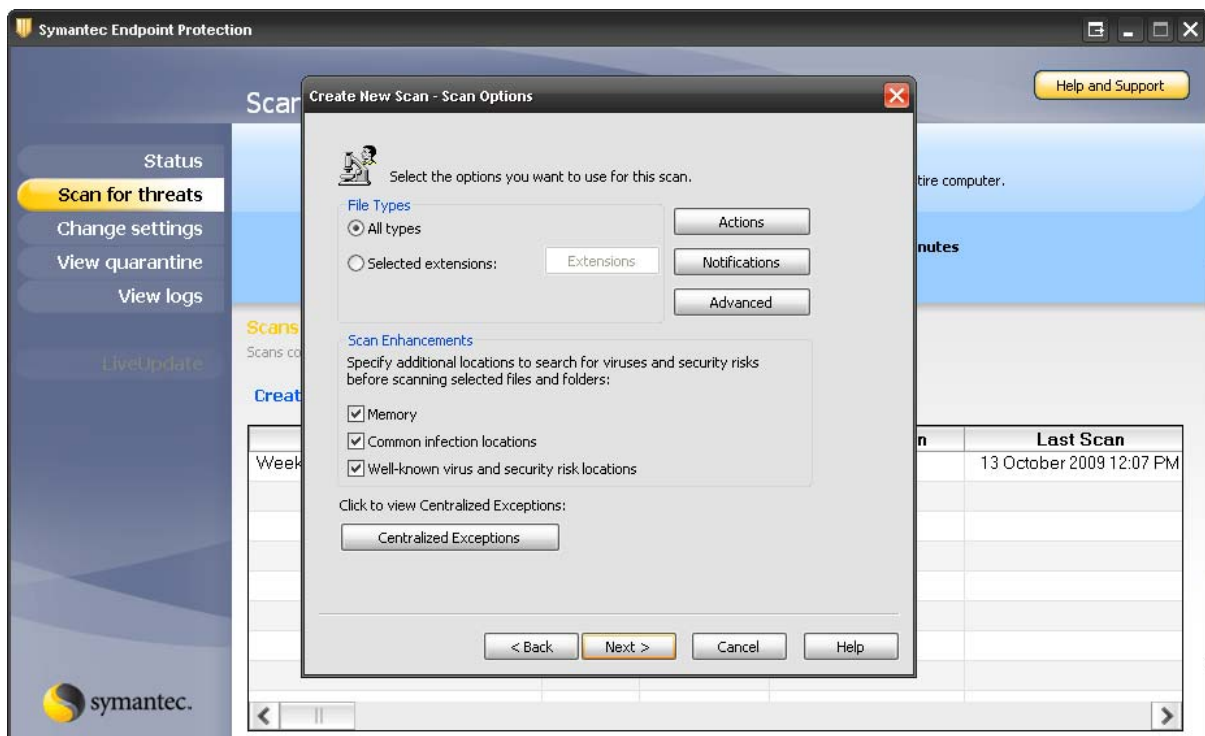 Symantec Endpoint Protection
Help and Support
Scan
Create New Scan - Scan Options
Status
Scan for threats
Change settings
View quarantine
View logs
LiveUpdate
Select the options you want to use for this scan.
File Types
All types
Selected extensions:
Extensions
Actions
Notifications
Advanced
tire computer.
nutes
Scan Enhancements
Specify additional locations to search for viruses and security risks
before scanning selected files and folders:
Memory
Common infection locations
Well-known virus and security risk locations
Click to view Centralized Exceptions:
Centralized Exceptions
< Back
Next >
Cancel
Help
Scans
Scans co
Creat
n
Last Scan
Week
13 October 2009 12:07 PM
symantec.